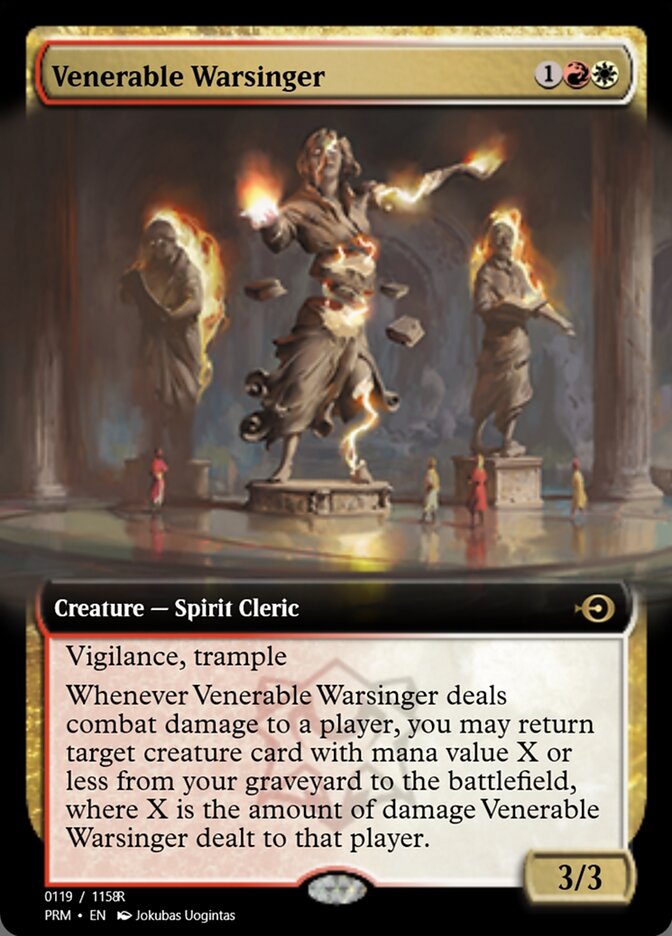 Venerable Warsinger 1
Creature — Spirit Cleric
Vigilance, trample
Whenever Venerable Warsinger deals
combat damage to a player, you may return
target creature card with mana value X or
less from your graveyard to the battlefield,
where X is the amount of damage Venerable
Warsinger dealt to that player.
3/3
0119 / 1158R
PRM • EN Jokubas Uogintas